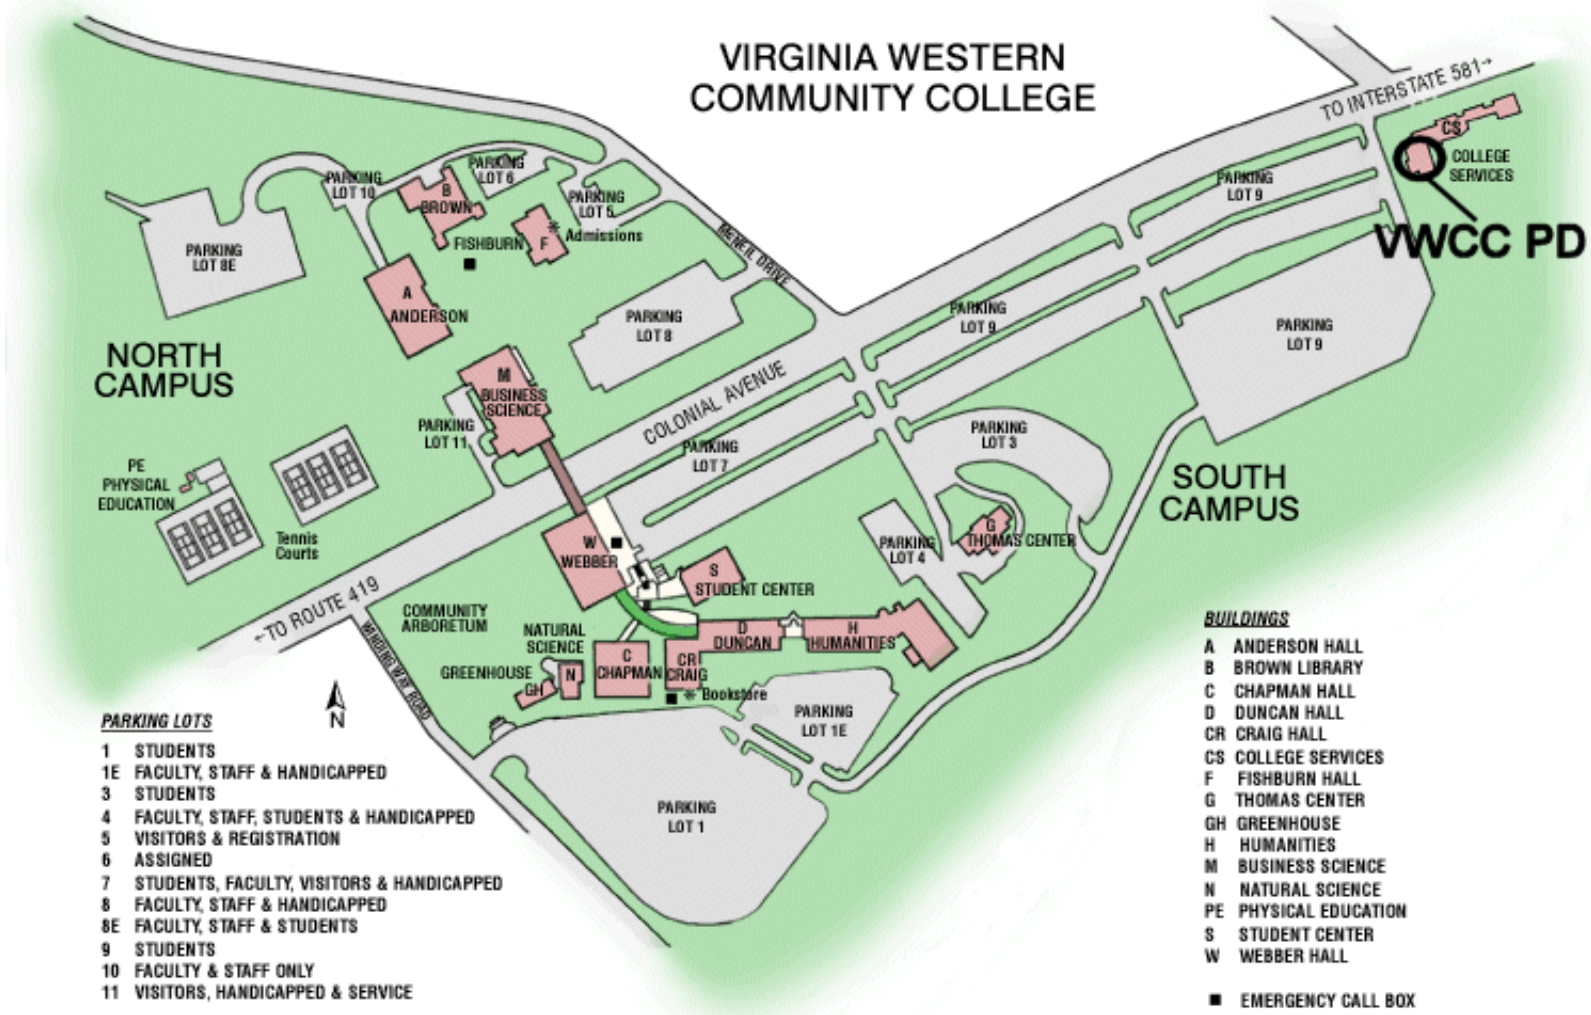 VIRGINIA WESTERN
COMMUNITY COLLEGE
TO INTERSTATE 581→
CS
COLLEGE
SERVICES
VWCC PD
PARKING
LOT 9
PARKING
LOT 6
PARKING
LOT 10
B
BROWN
PARKING
LOT 5
Admissions
FISHBURN
F
McNEIL DRIVE
PARKING
LOT 8E
A
ANDERSON
PARKING
LOT 8
PARKING
LOT 9
PARKING
LOT 9
NORTH
CAMPUS
M
BUSINESS
SCIENCE
COLONIAL AVENUE
PARKING
LOT 11
PARKING
LOT 7
PARKING
LOT 3
SOUTH
CAMPUS
PE
PHYSICAL
EDUCATION
Tennis
Courts
G
THOMAS CENTER
PARKING
LOT 4
W
WEBBER
S
STUDENT CENTER
←TO ROUTE 419
COMMUNITY
ARBORETUM
WINDING WAY ROAD
NATURAL
SCIENCE
GREENHOUSE
GH
N
C
CHAPMAN
CR
CRAIG
D
DUNCAN
H
HUMANITIES
Bookstore
PARKING
LOT 1E
PARKING
LOT 1
N
PARKING LOTS
1 STUDENTS
1E FACULTY, STAFF & HANDICAPPED
3 STUDENTS
4 FACULTY, STAFF, STUDENTS & HANDICAPPED
5 VISITORS & REGISTRATION
6 ASSIGNED
7 STUDENTS, FACULTY, VISITORS & HANDICAPPED
8 FACULTY, STAFF & HANDICAPPED
8E FACULTY, STAFF & STUDENTS
9 STUDENTS
10 FACULTY & STAFF ONLY
11 VISITORS, HANDICAPPED & SERVICE
BUILDINGS
A ANDERSON HALL
B BROWN LIBRARY
C CHAPMAN HALL
D DUNCAN HALL
CR CRAIG HALL
CS COLLEGE SERVICES
F FISHBURN HALL
G THOMAS CENTER
GH GREENHOUSE
H HUMANITIES
M BUSINESS SCIENCE
N NATURAL SCIENCE
PE PHYSICAL EDUCATION
S STUDENT CENTER
W WEBBER HALL
EMERGENCY CALL BOX